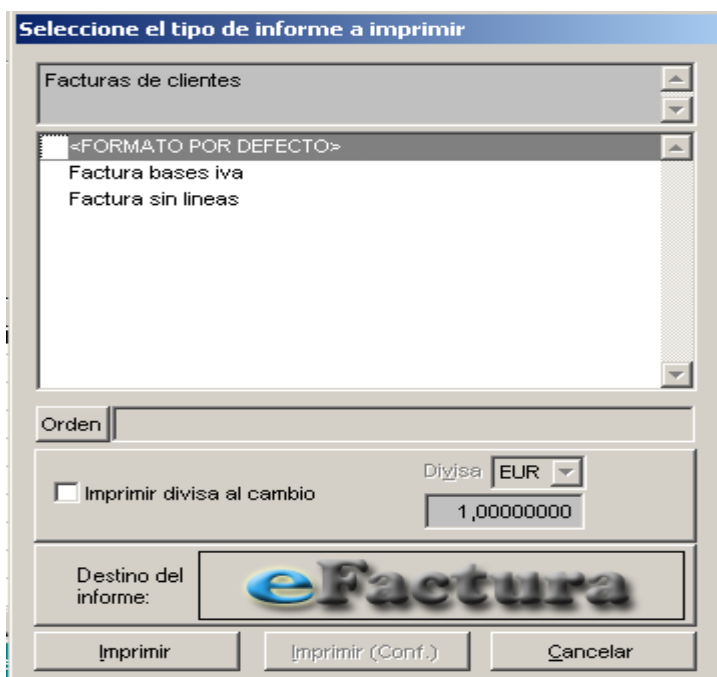 Seleccione el tipo de informe a imprimir
Facturas de clientes
<FORMATO POR DEFECTO>
Factura bases iva
Factura sin lineas
Orden
Divisa EUR
Imprimir divisa al cambio
1,00000000
Destino del
informe:
eFactura
Imprimir
Imprimir (Conf.)
Cancelar